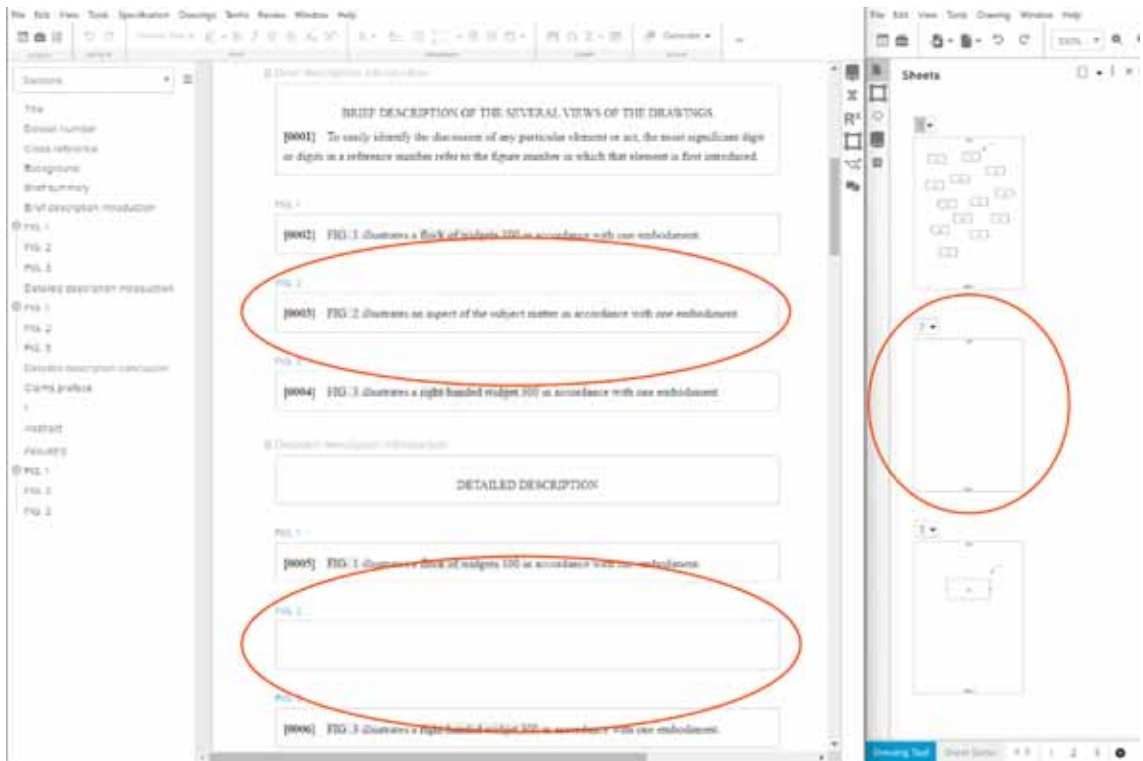 File Edit View Tools Specification Drawings Terms Review Window Help
File Edit View Tools Drawing Window Help
Generate
Sections
Title
Docket number
Cross reference
Background
Brief summary
Brief description introduction
FIG. 1
FIG. 2
FIG. 3
Detailed description introduction
FIG. 1
FIG. 2
FIG. 3
Detailed description conclusion
Claims preface
1
Abstract
FIGURES
FIG. 1
FIG. 2
FIG. 3
Brief description introduction
BRIEF DESCRIPTION OF THE SEVERAL VIEWS OF THE DRAWINGS
[0001] To easily identify the discussion of any particular element or act, the most significant digit
or digits in a reference number refer to the figure number in which that element is first introduced.
FIG. 1
[0002] FIG. 1 illustrates a flock of widgets 100 in accordance with one embodiment.
FIG. 2
[0003] FIG. 2 illustrates an aspect of the subject matter in accordance with one embodiment.
FIG. 3
[0004] FIG. 3 illustrates a right handed widget 300 in accordance with one embodiment.
Detailed description introduction
DETAILED DESCRIPTION
FIG. 1
[0005] FIG. 1 illustrates a flock of widgets 100 in accordance with one embodiment.
FIG. 2
FIG. 3
[0006] FIG. 3 illustrates a right handed widget 300 in accordance with one embodiment.
Sheets
2
3
Drawing Tool
1 2 3